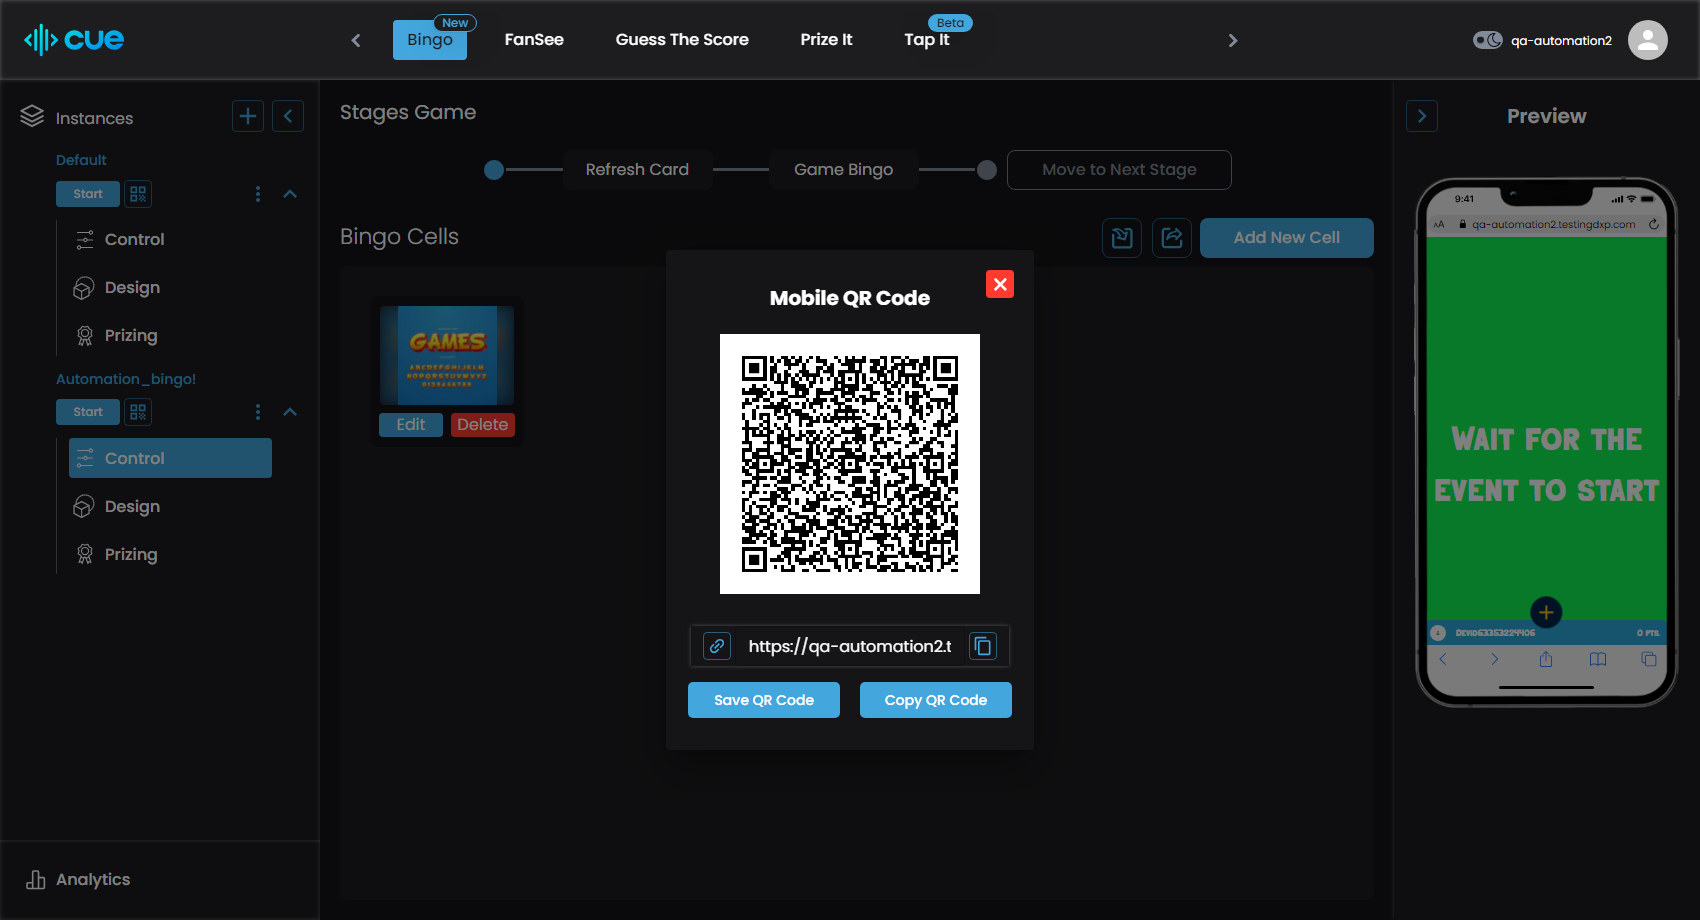 cue
Bingo
New
FanSee
Guess The Score
Prize It
Tap It
Beta
qa-automation2
Instances
Default
Start
Control
Design
Prizing
Automation_bingo!
Start
Control
Design
Prizing
Analytics
Stages Game
Refresh Card
Game Bingo
Move to Next Stage
Bingo Cells
Add New Cell
GAMES
ABCDEFGHIJKLM
NOPQRSTUVWXYZ
0123456789
Edit
Delete
Mobile QR Code
https://qa-automation2.t
Save QR Code
Copy QR Code
Preview
9:41
AA
qa-automation2.testingdxp.com
WAIT FOR THE
EVENT TO START
DEVID63353224406
0 PTS.